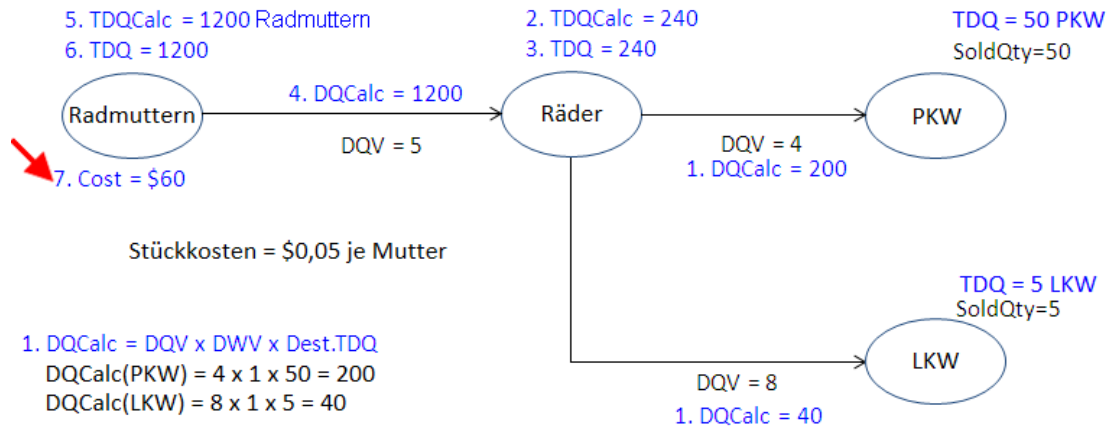 5. TDQCalc = 1200 Radmuttern
6. TDQ = 1200
Radmuttern
7. Cost = $60
4. DQCalc = 1200
DQV = 5
2. TDQCalc = 240
3. TDQ = 240
Räder
DQV = 4
1. DQCalc = 200
TDQ = 50 PKW
SoldQty=50
PKW
Stückkosten = $0,05 je Mutter
TDQ = 5 LKW
SoldQty=5
LKW
DQV = 8
1. DQCalc = 40
1. DQCalc = DQV x DWV x Dest.TDQ
DQCalc(PKW) = 4 x 1 x 50 = 200
DQCalc(LKW) = 8 x 1 x 5 = 40